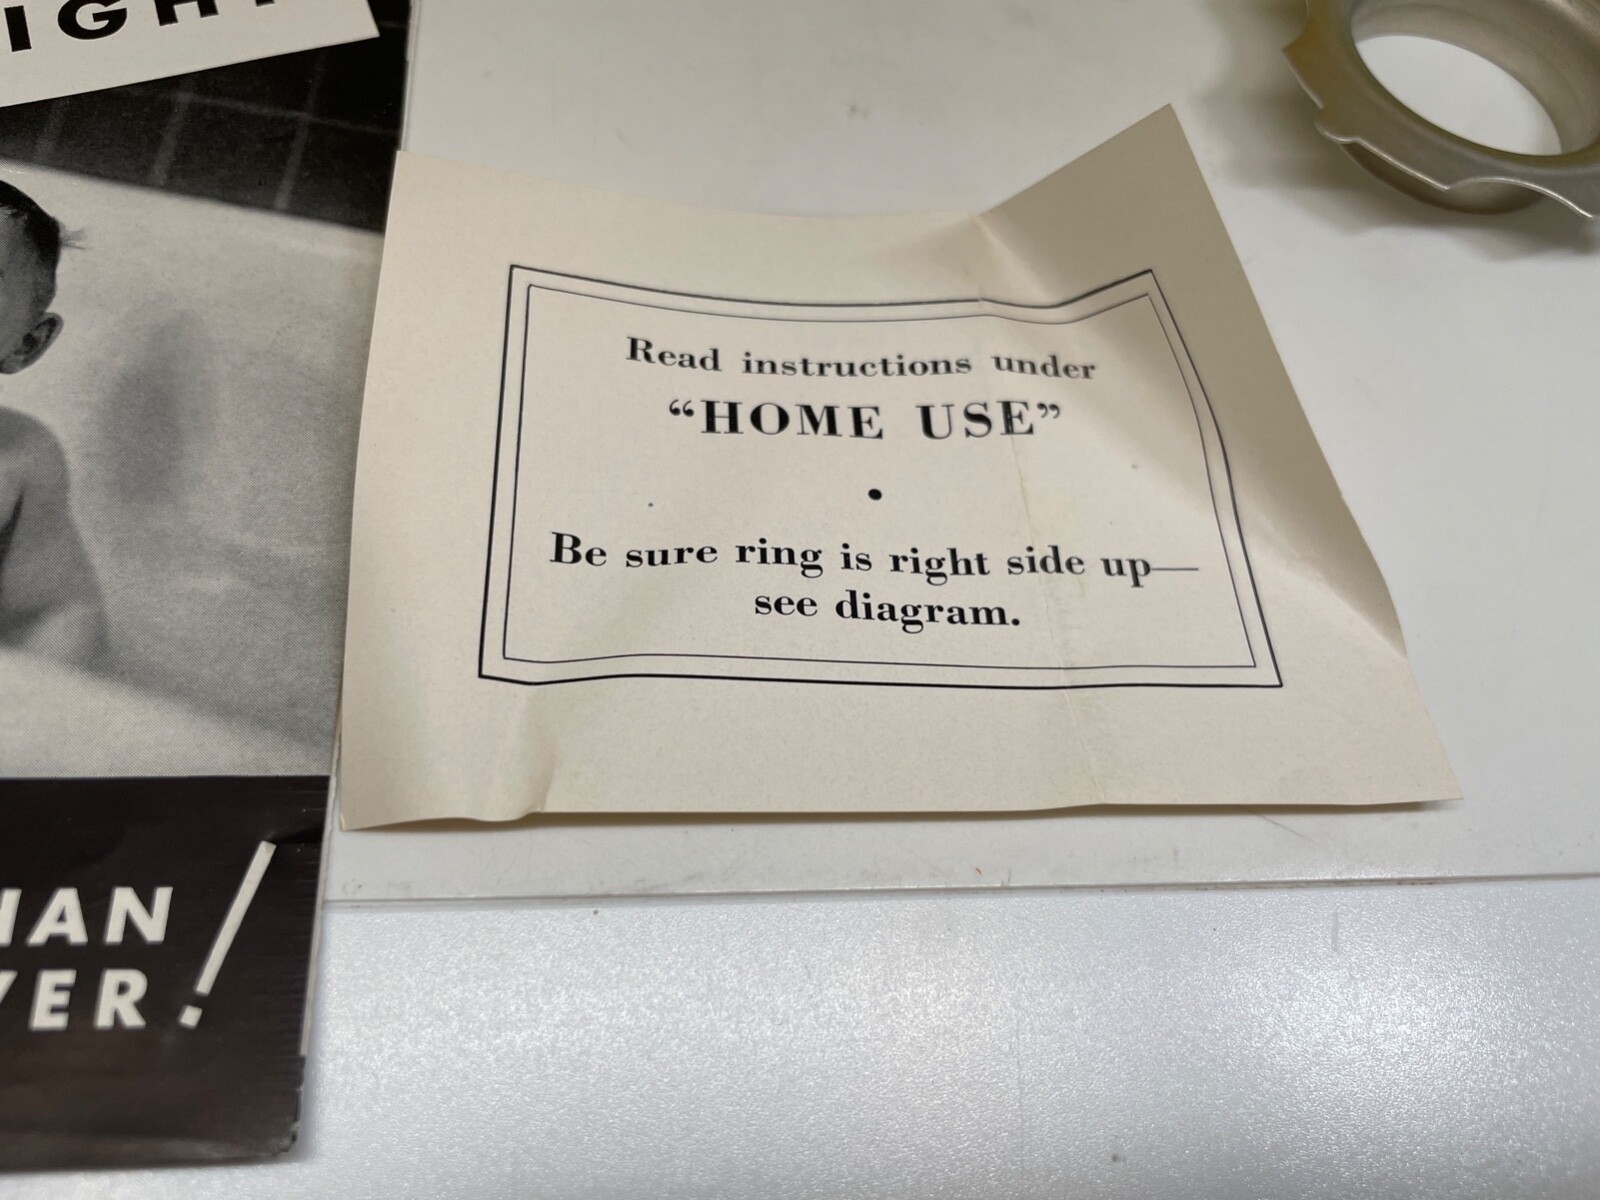 Read instructions under
“HOME USE”
•
Be sure ring is right side up—
see diagram.